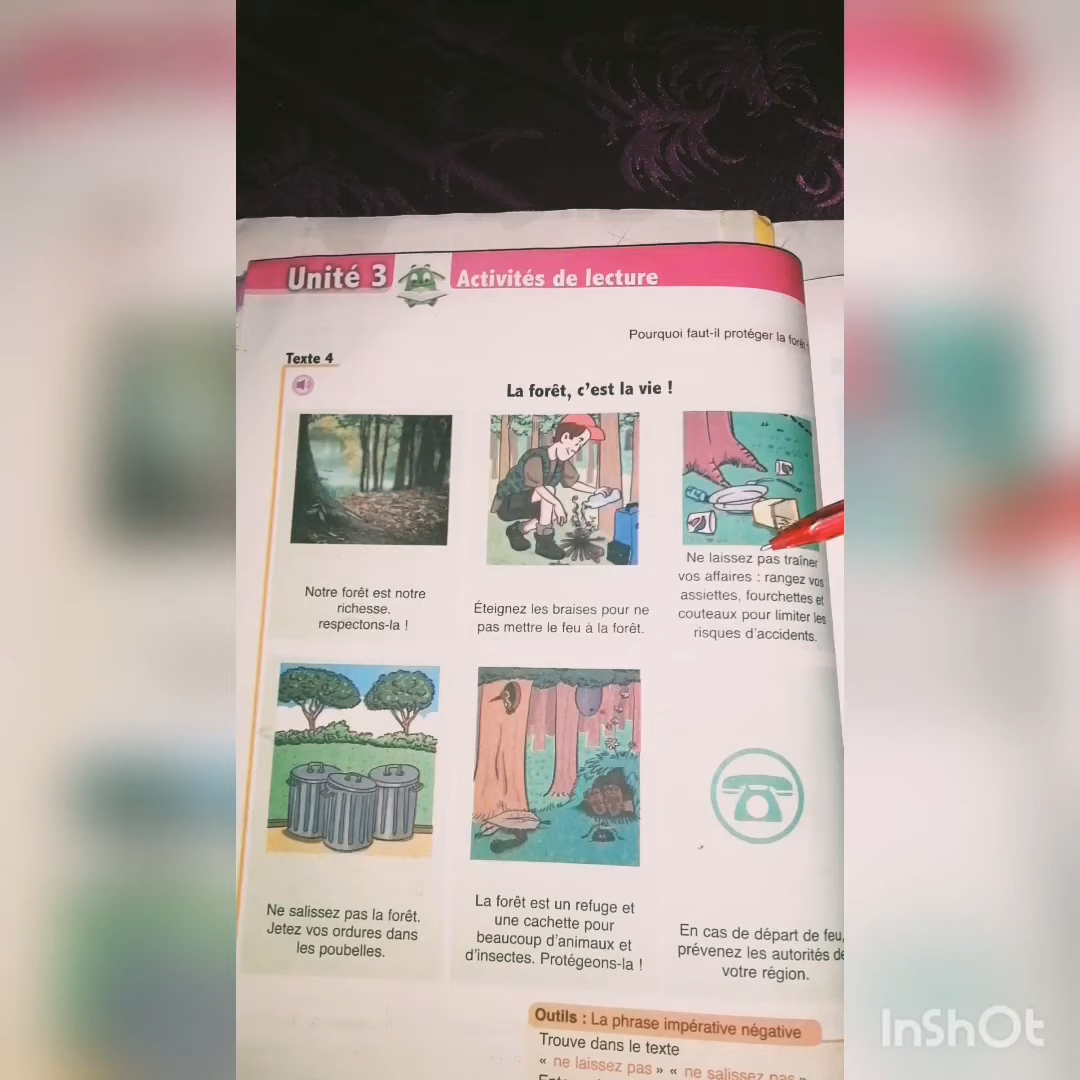 Unité 3
Activités de lecture
Pourquoi faut-il protéger la forêt
Texte 4
La forêt, c'est la vie !
Notre forêt est notre
richesse.
respectons-la !
Éteignez les braises pour ne
pas mettre le feu à la forêt.
Ne laissez pas traîner
vos affaires : rangez vos
assiettes, fourchettes et
couteaux pour limiter les
risques d'accidents.
Ne salissez pas la forêt.
Jetez vos ordures dans
les poubelles.
La forêt est un refuge et
une cachette pour
beaucoup d'animaux et
d'insectes. Protégeons-la !
En cas de départ de feu,
prévenez les autorités de
votre région.
Outils : La phrase impérative négative
Trouve dans le texte
« ne laissez pas » « ne salissez pas »
InShOt